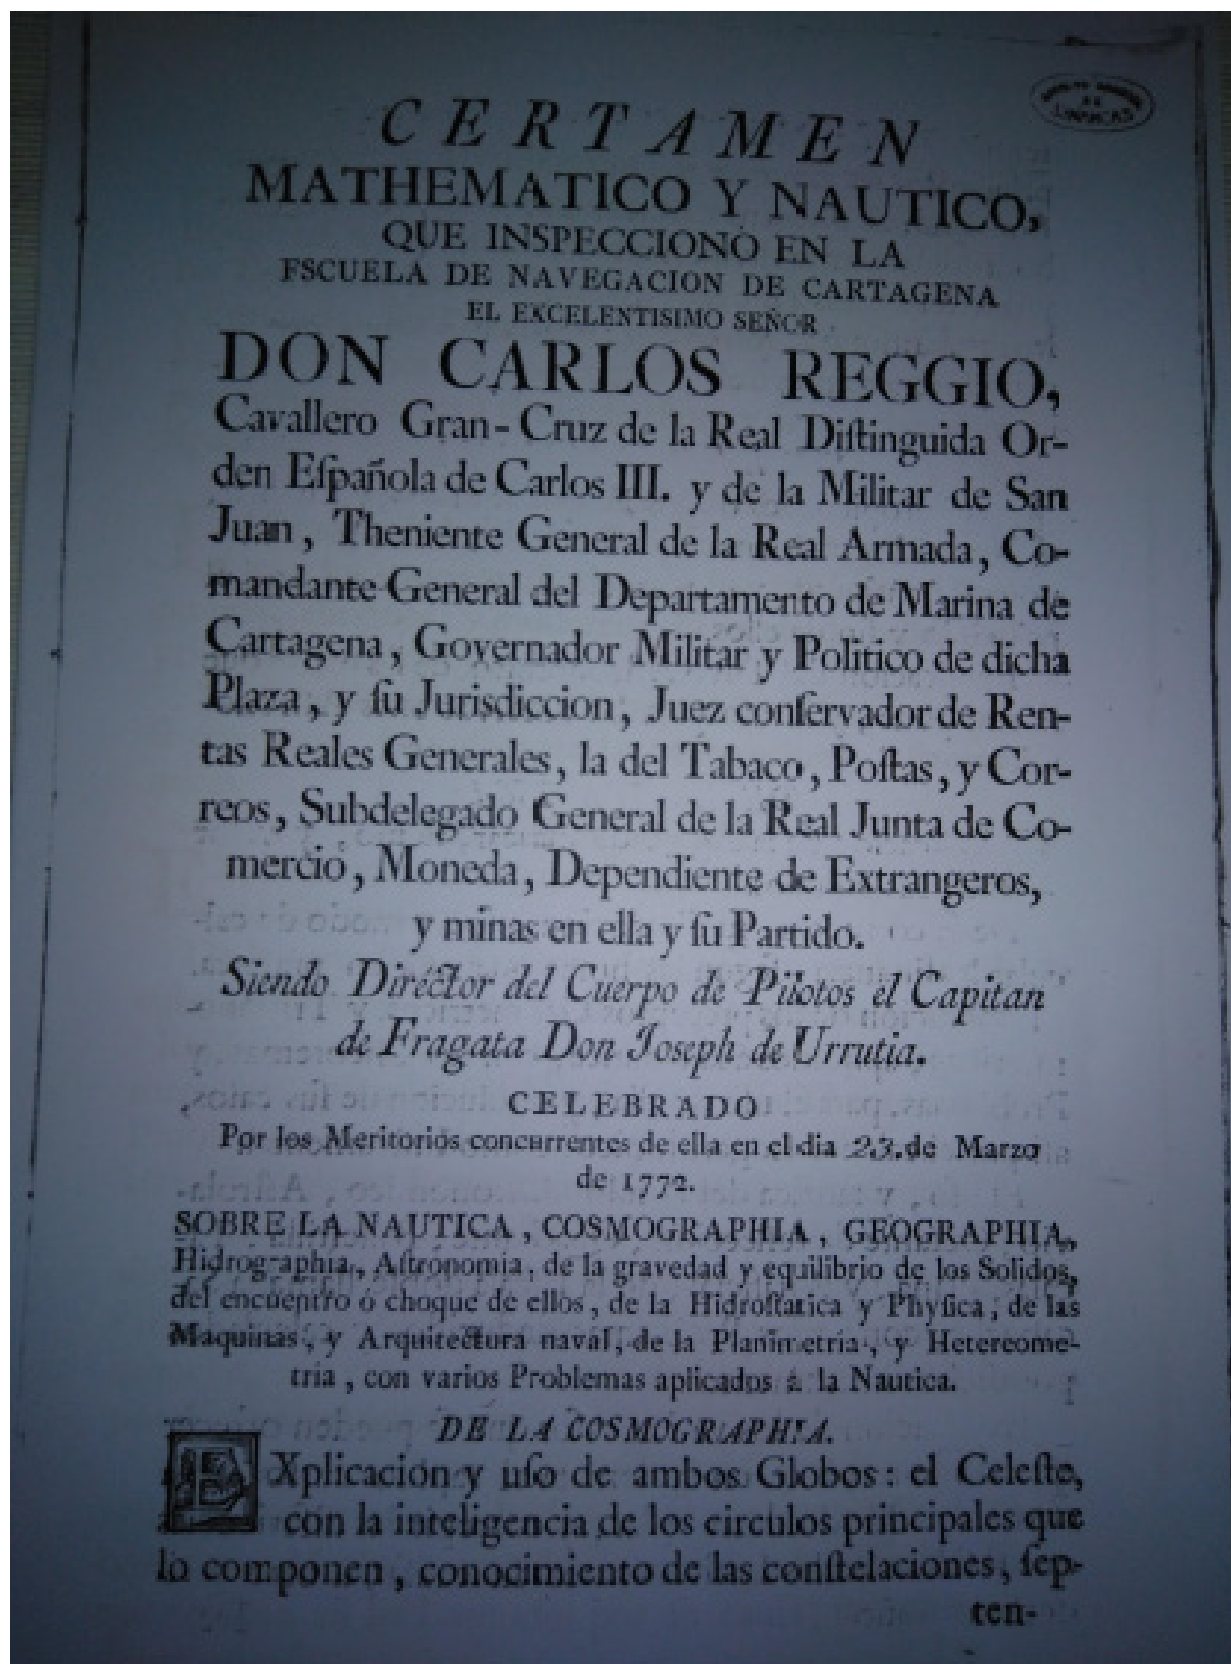 CERTAMEN
MATHEMATICO Y NAUTICO,
QUE INSPECCIONÒ EN LA
FSCUELA DE NAVEGACION DE CARTAGENA
EL EXCELENTISIMO SEÑOR
DON CARLOS REGGIO,
Cavallero Gran-Cruz de la Real Diſtinguida Or-
den Eſpañola de Carlos III. y de la Militar de San
Juan, Theniente General de la Real Armada, Co-
mandante General del Departamento de Marina de
Cartagena, Governador Militar y Politico de dicha
Plaza, y ſu Jurisdiccion, Juez conſervador de Ren-
tas Reales Generales, la del Tabaco, Poſtas, y Cor-
reos, Subdelegado General de la Real Junta de Co-
mercio, Moneda, Dependiente de Extrangeros,
y minas en ella y ſu Partido.
Siendo Diréctor del Cuerpo de Pilotos el Capitan
de Fragata Don Joseph de Urrutia.
CELEBRADO
Por los Meritorios concurrentes de ella en el dia 23. de Marzo
de 1772.
SOBRE LA NAUTICA, COSMOGRAPHIA, GEOGRAPHIA,
Hidrographia, Aſtronomia, de la gravedad y equilibrio de los Solidos,
del encuentro ó choque de ellos, de la Hidroſtatica y Phyſica, de las
Maquinas, y Arquitectura naval, de la Planimetria, y Hetereome-
tria, con varios Problemas aplicados á la Nautica.
DE LA COSMOGRAPHIA.
EXplicacion y uſo de ambos Globos: el Celeſte,
con la inteligencia de los circulos principales que
lo componen, conocimiento de las conſtelaciones, ſep-
ten-